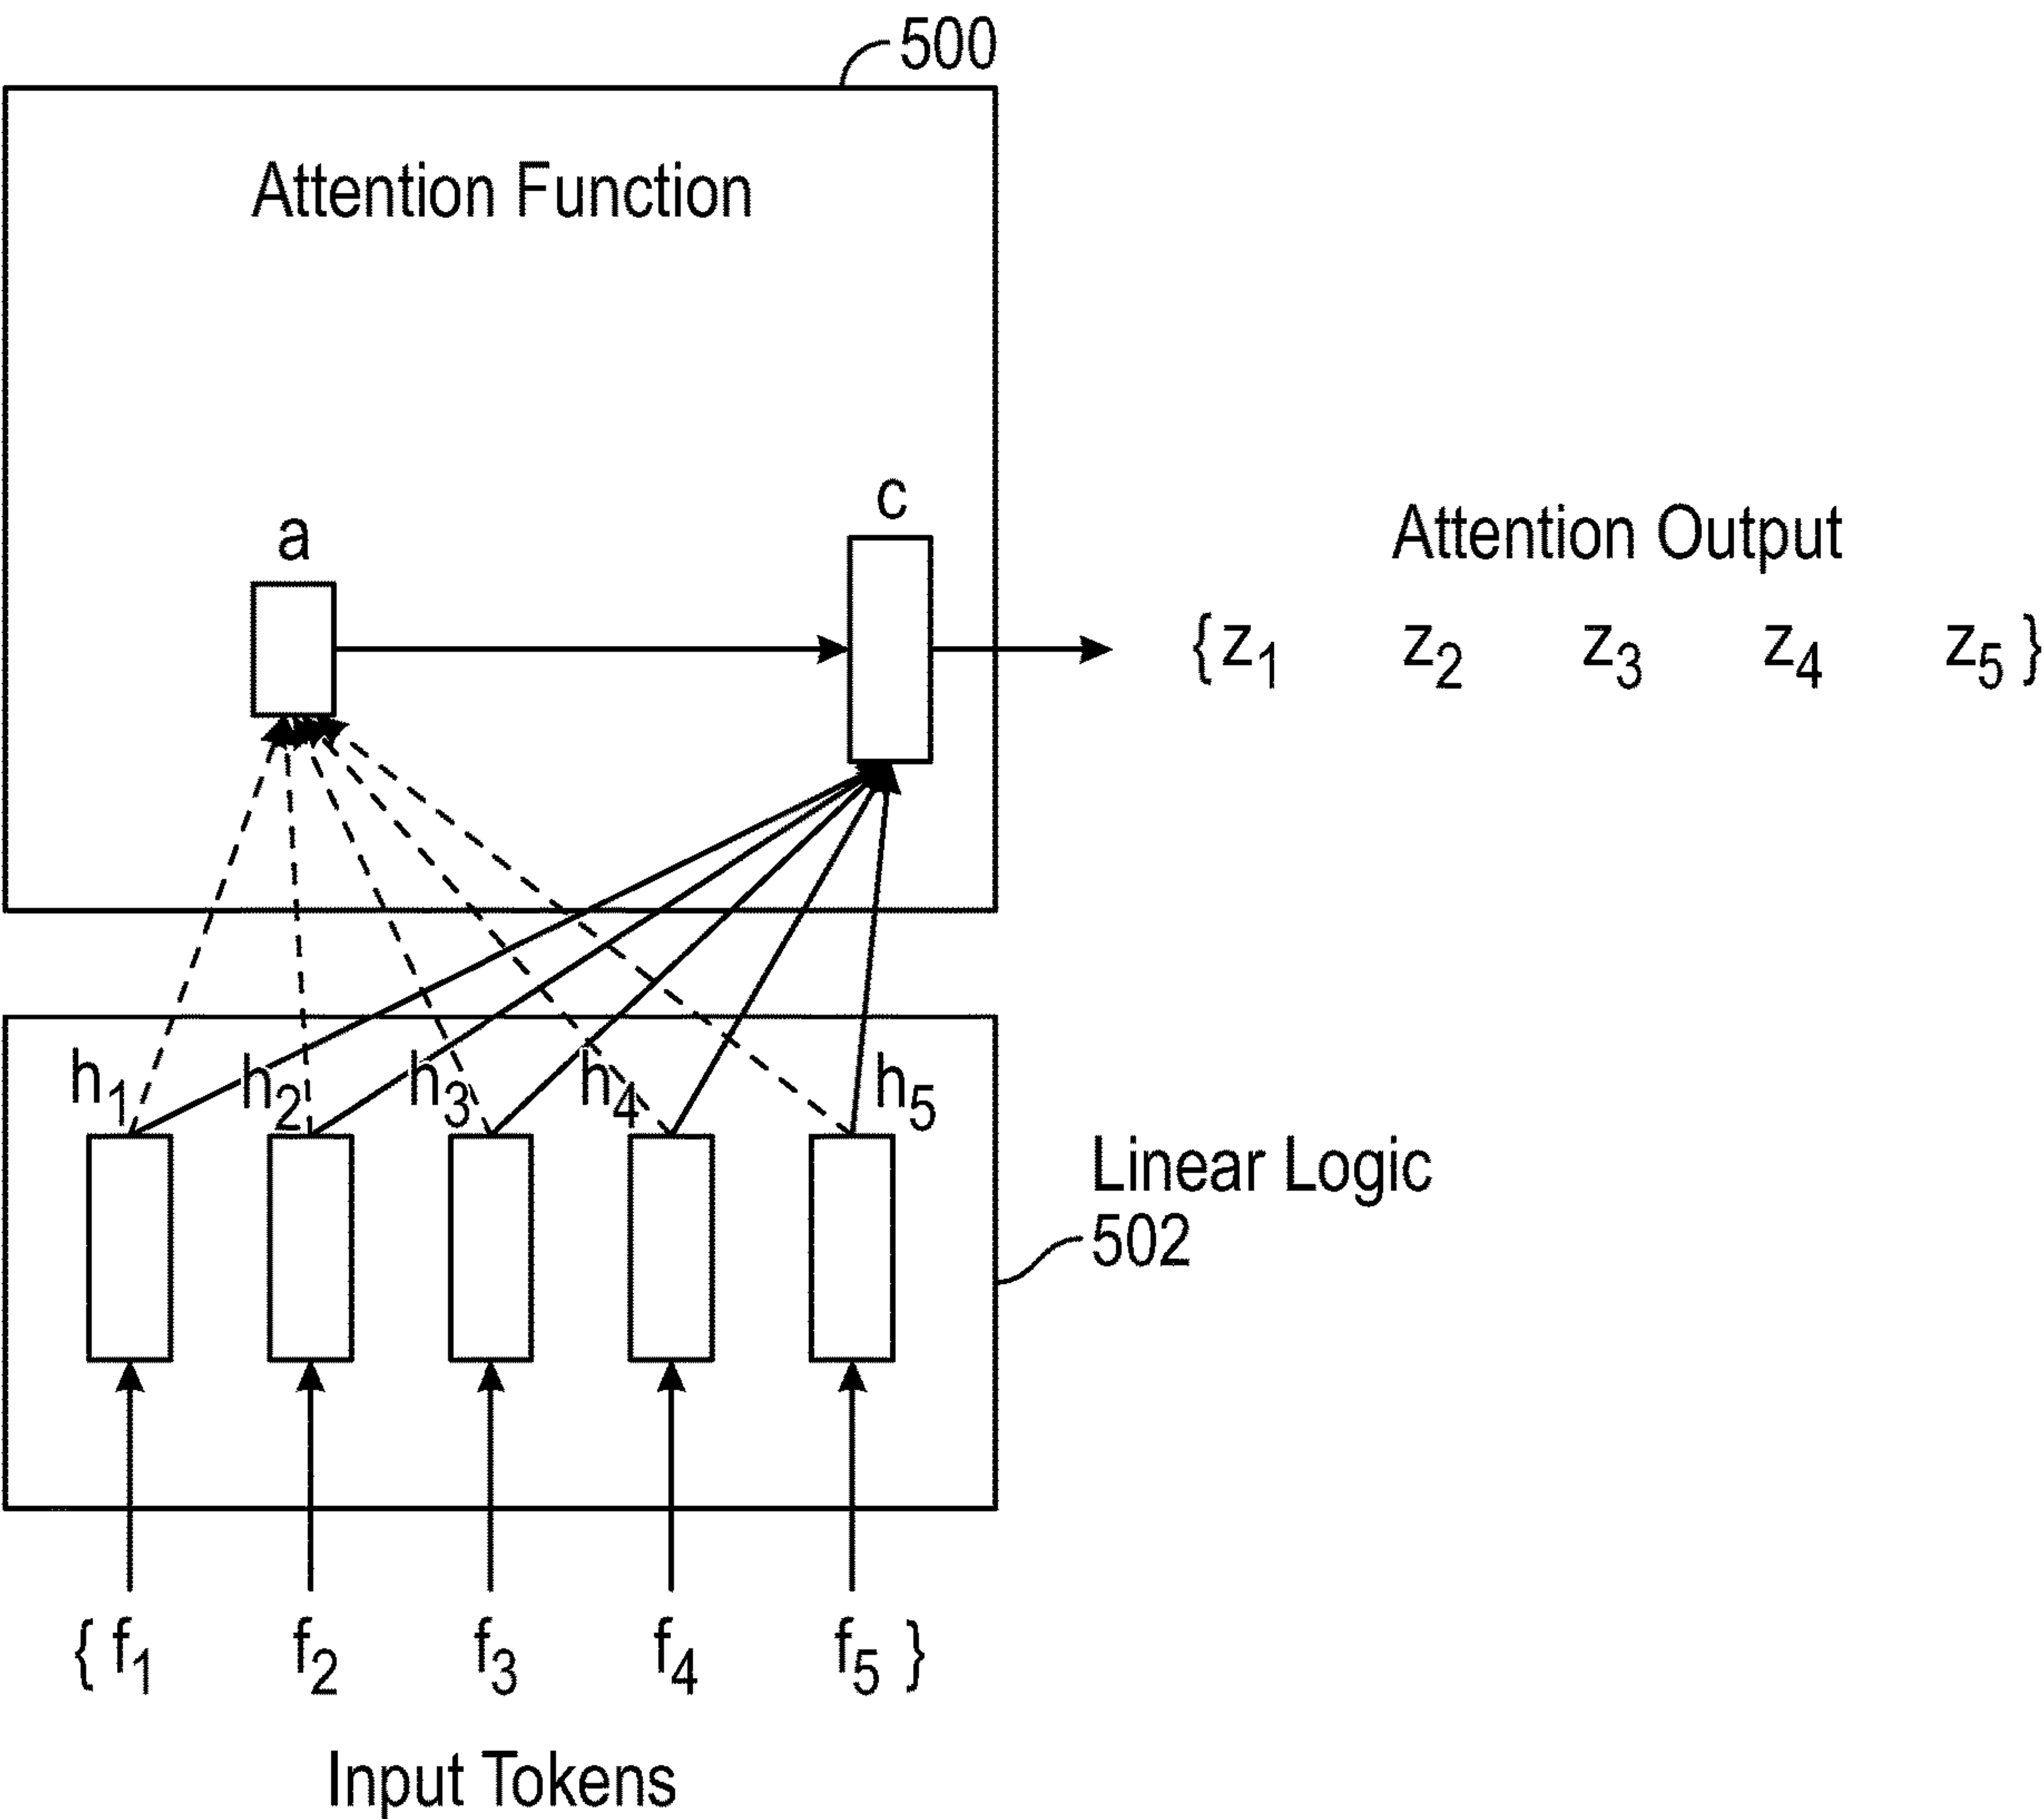 500
Attention Function
c
a
Attention Output
{ z₁ z₂ z₃ z₄ z₅ }
h₁ h₂ h₃ h₄ h₅
Linear Logic
502
{ f₁ f₂ f₃ f₄ f₅ }
Input Tokens